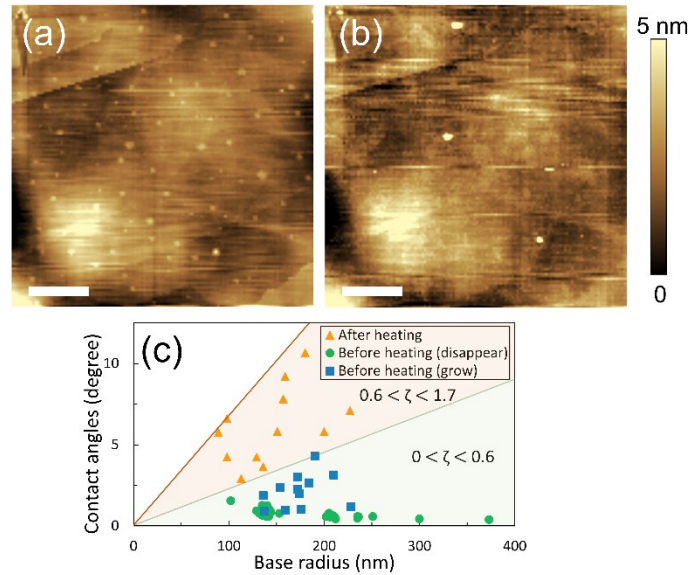 (a)
(b)
5 nm
0
(c)
After heating
Before heating (disappear)
Before heating (grow)
0.6 < ζ < 1.7
0 < ζ < 0.6
10
5
0
0
100
200
300
400
Contact angles (degree)
Base radius (nm)